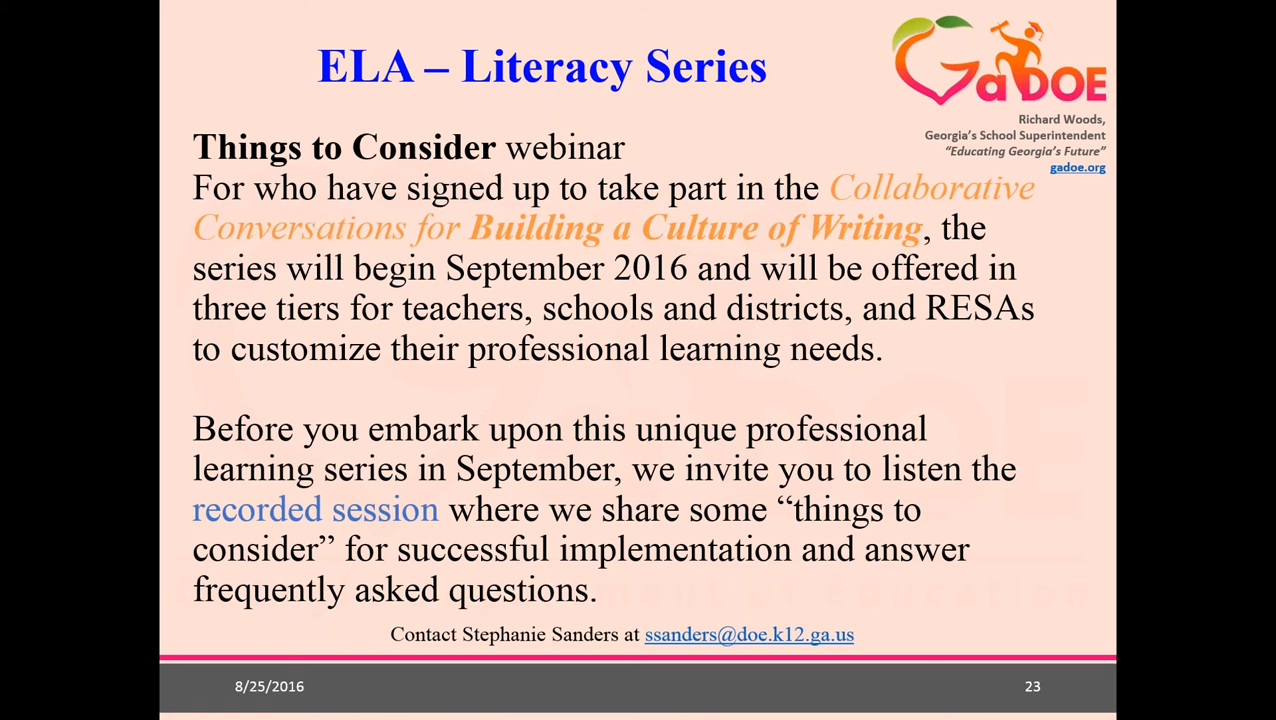 ELA – Literacy Series
GaDOE
Richard Woods,
Georgia's School Superintendent
"Educating Georgia's Future"
gadoe.org
Things to Consider webinar
For who have signed up to take part in the Collaborative
Conversations for Building a Culture of Writing, the
series will begin September 2016 and will be offered in
three tiers for teachers, schools and districts, and RESAs
to customize their professional learning needs.
Before you embark upon this unique professional
learning series in September, we invite you to listen the
recorded session where we share some “things to
consider” for successful implementation and answer
frequently asked questions.
Contact Stephanie Sanders at ssanders@doe.k12.ga.us
8/25/2016
23